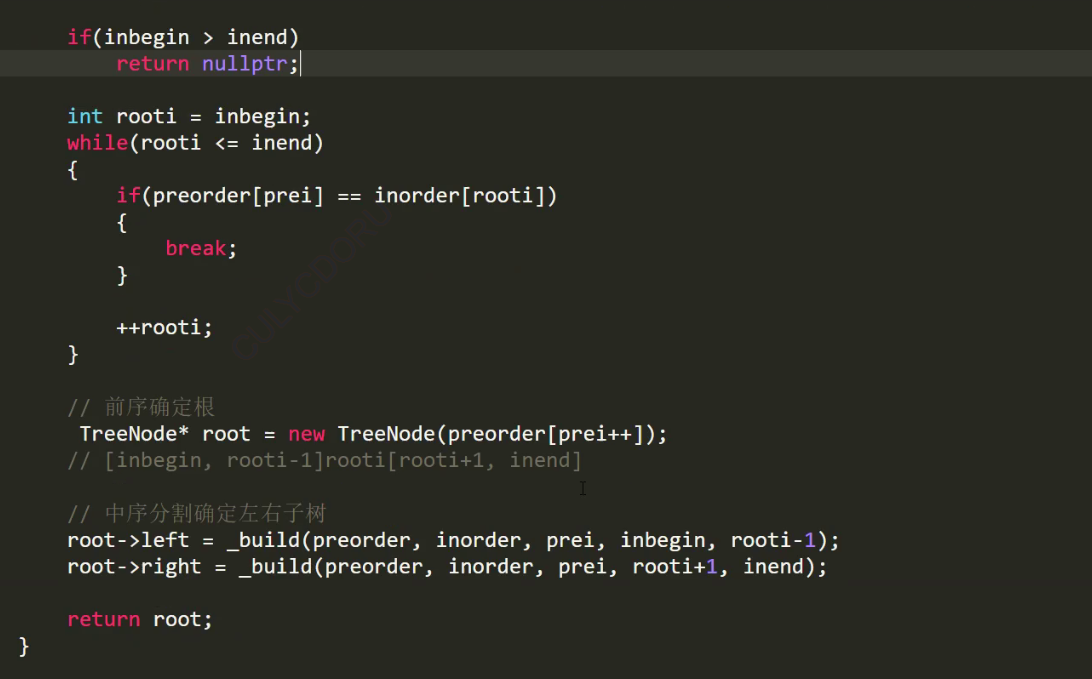 if(inbegin > inend)
return nullptr;
int rooti = inbegin;
while(rooti <= inend)
{
if(preorder[prei] == inorder[rooti])
{
break;
}
++rooti;
}
// 前序确定根
TreeNode* root = new TreeNode(preorder[prei++]);
// [inbegin, rooti-1]rooti[rooti+1, inend]
// 中序分割确定左右子树
root->left = _build(preorder, inorder, prei, inbegin, rooti-1);
root->right = _build(preorder, inorder, prei, rooti+1, inend);
return root;
}